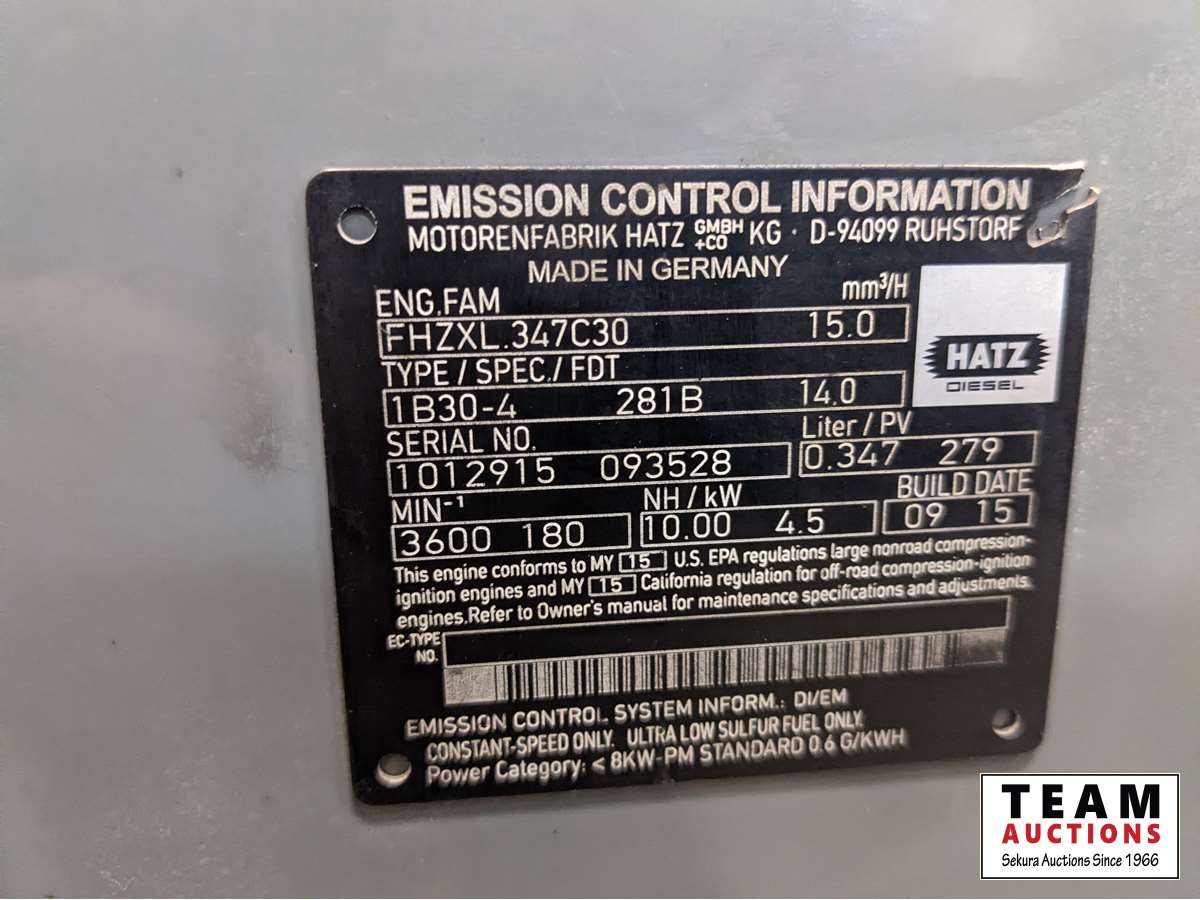 EMISSION CONTROL INFORMATION
MOTORENFABRIK HATZ GMBH +CO KG · D-94099 RUHSTORF
MADE IN GERMANY
ENG.FAM mm³/H
FHZXL.347C30 15.0
TYPE / SPEC./ FDT
1B30-4 281B 14.0
HATZ
DIESEL
SERIAL NO. Liter / PV
1012915 093528 0.347 279
MIN⁻¹ NH / kW BUILD DATE
3600 180 10.00 4.5 09 15
This engine conforms to MY 15 U.S. EPA regulations large nonroad compression-
ignition engines and MY 15 California regulation for off-road compression-ignition
engines.Refer to Owner's manual for maintenance specifications and adjustments.
EC-TYPE
NO.
EMISSION CONTROL SYSTEM INFORM.: DI/EM
CONSTANT-SPEED ONLY. ULTRA LOW SULFUR FUEL ONLY.
Power Category: < 8KW-PM STANDARD 0.6 G/KWH
TEAM
AUCTIONS
Sekura Auctions Since 1966